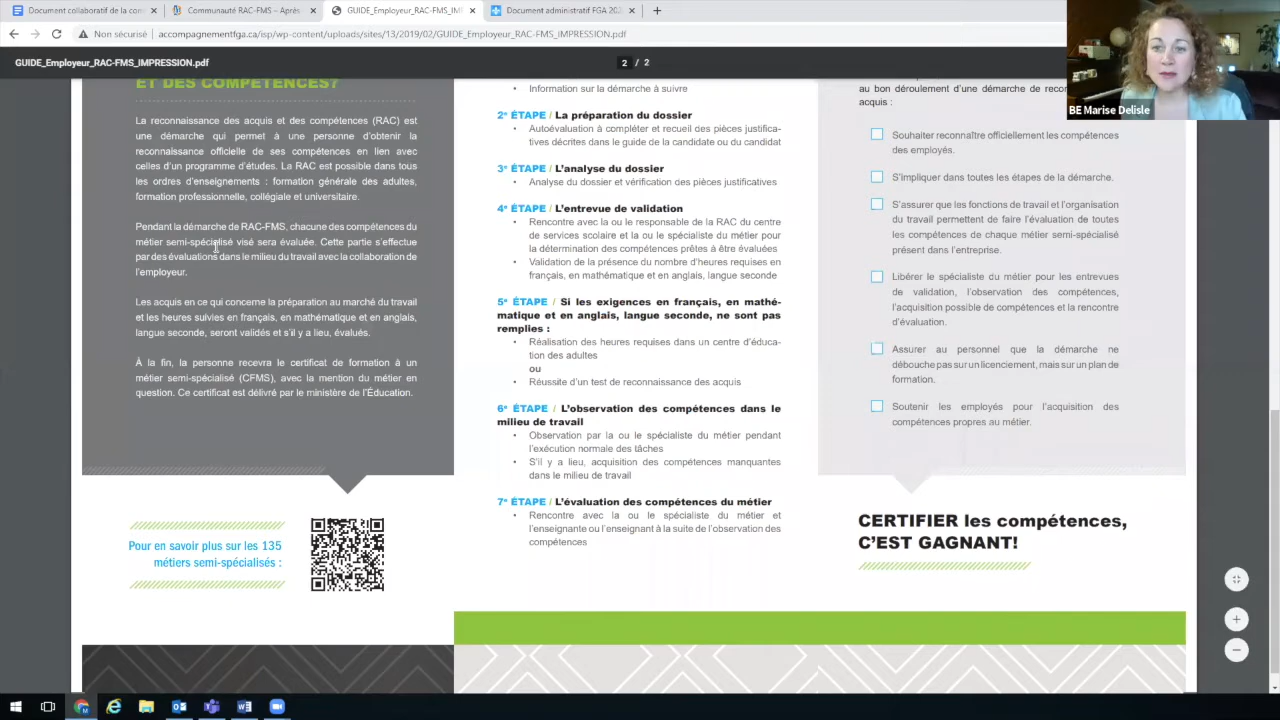 Document collaboratif de la con
Communauté RAC-FMS – Après
GUIDE_Employeur_RAC-FMS_IMP
Document administratif FGA 202
Non sécurisé
accompagnementfga.ca/isp/wp-content/uploads/sites/13/2019/02/GUIDE_Employeur_RAC-FMS_IMPRESSION.pdf
GUIDE_Employeur_RAC-FMS_IMPRESSION.pdf
2 / 2
BE Marise Delisle
ET DES COMPÉTENCES?
La reconnaissance des acquis et des compétences (RAC) est
une démarche qui permet à une personne d'obtenir la
reconnaissance officielle de ses compétences en lien avec
celles d'un programme d'études. La RAC est possible dans tous
les ordres d'enseignements : formation générale des adultes,
formation professionnelle, collégiale et universitaire.
Pendant la démarche de RAC-FMS, chacune des compétences du
métier semi-spécialisé visé sera évaluée. Cette partie s'effectue
par des évaluations dans le milieu du travail avec la collaboration de
l'employeur.
Les acquis en ce qui concerne la préparation au marché du travail
et les heures suivies en français, en mathématique et en anglais,
langue seconde, seront validés et s'il y a lieu, évalués.
À la fin, la personne recevra le certificat de formation à un
métier semi-spécialisé (CFMS), avec la mention du métier en
question. Ce certificat est délivré par le ministère de l'Éducation.
Pour en savoir plus sur les 135
métiers semi-spécialisés :
• Information sur la démarche à suivre
2e ÉTAPE / La préparation du dossier
• Autoévaluation à compléter et recueil des pièces justifica-
tives décrites dans le guide de la candidate ou du candidat
3e ÉTAPE / L'analyse du dossier
• Analyse du dossier et vérification des pièces justificatives
4e ÉTAPE / L'entrevue de validation
• Rencontre avec la ou le responsable de la RAC du centre
de services scolaire et la ou le spécialiste du métier pour
la détermination des compétences prêtes à être évaluées
• Validation de la présence du nombre d'heures requises en
français, en mathématique et en anglais, langue seconde
5e ÉTAPE / Si les exigences en français, en mathé-
matique et en anglais, langue seconde, ne sont pas
remplies :
• Réalisation des heures requises dans un centre d'éduca-
tion des adultes
ou
• Réussite d'un test de reconnaissance des acquis
6e ÉTAPE / L'observation des compétences dans le
milieu de travail
• Observation par la ou le spécialiste du métier pendant
l'exécution normale des tâches
• S'il y a lieu, acquisition des compétences manquantes
dans le milieu de travail
7e ÉTAPE / L'évaluation des compétences du métier
• Rencontre avec la ou le spécialiste du métier et
l'enseignante ou l'enseignant à la suite de l'observation des
compétences
au bon déroulement d'une démarche de
acquis :
Souhaiter reconnaître officiellement les compétences
des employés.
S'impliquer dans toutes les étapes de la démarche.
S'assurer que les fonctions de travail et l'organisation
du travail permettent de faire l'évaluation de toutes
les compétences de chaque métier semi-spécialisé
présent dans l'entreprise.
Libérer le spécialiste du métier pour les entrevues
de validation, l'observation des compétences,
l'acquisition possible de compétences et la rencontre
d'évaluation.
Assurer au personnel que la démarche ne
débouche pas sur un licenciement, mais sur un plan de
formation.
Soutenir les employés pour l'acquisition des
compétences propres au métier.
CERTIFIER les compétences,
C'EST GAGNANT!